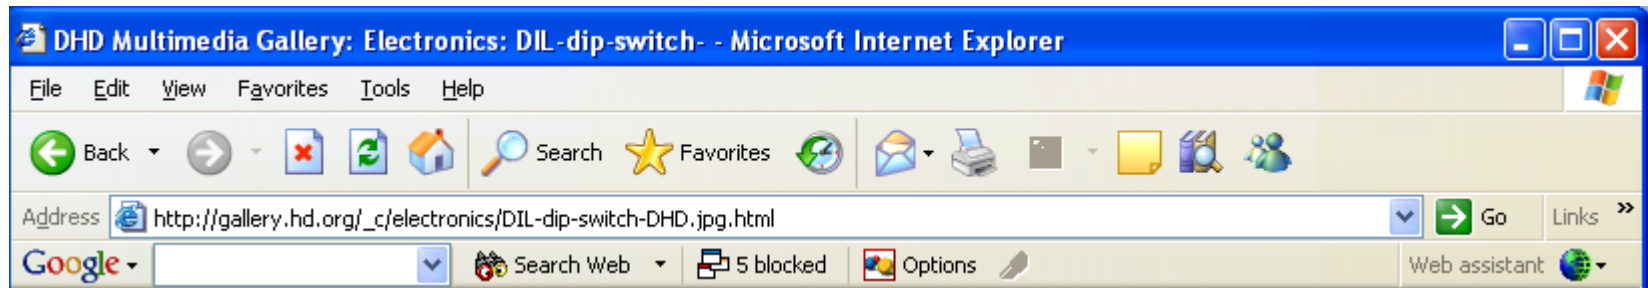 DHD Multimedia Gallery: Electronics: DIL-dip-switch- - Microsoft Internet Explorer
File Edit View Favorites Tools Help
Back Search Favorites
Address http://gallery.hd.org/_c/electronics/DIL-dip-switch-DHD.jpg.html Go Links »
Google Search Web 5 blocked Options Web assistant